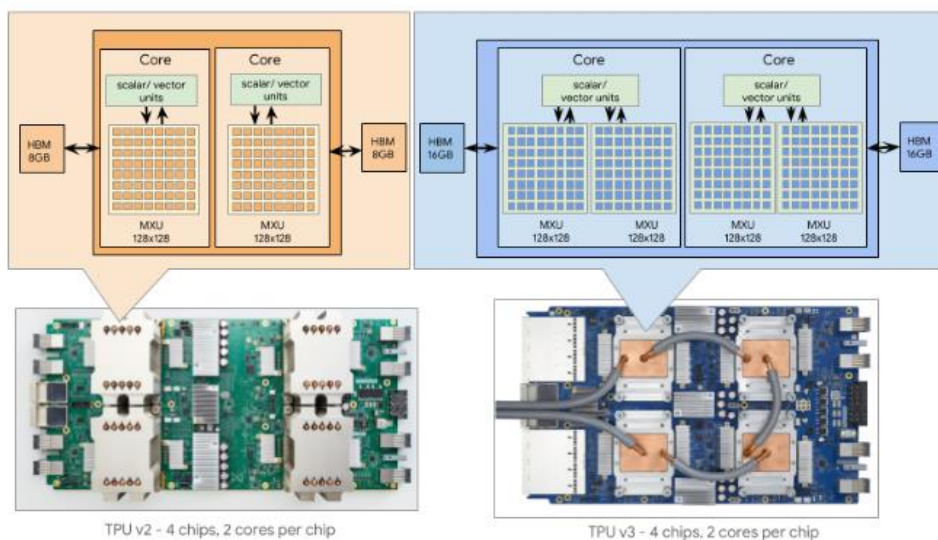 Core
scalar/ vector
units
MXU
128x128
Core
scalar/ vector
units
MXU
128x128
HBM
8GB
HBM
8GB
Core
scalar/
vector units
MXU
128x128
MXU
128x128
Core
scalar/
vector units
MXU
128x128
MXU
128x128
HBM
16GB
HBM
16GB
TPU v2 - 4 chips, 2 cores per chip
TPU v3 - 4 chips, 2 cores per chip